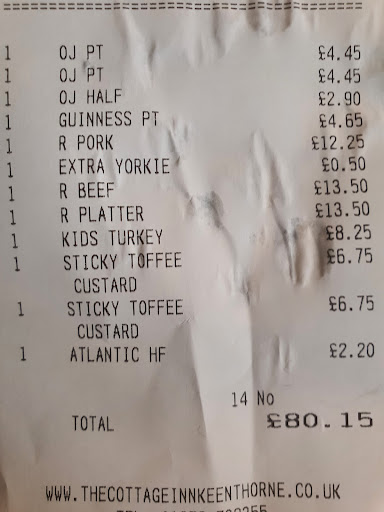 1 OJ PT £4.45
1 OJ PT £4.45
1 OJ HALF £2.90
1 GUINNESS PT £4.65
1 R PORK £12.25
1 EXTRA YORKIE £0.50
1 R BEEF £13.50
1 R PLATTER £13.50
1 KIDS TURKEY £8.25
1 STICKY TOFFEE £6.75
CUSTARD
1 STICKY TOFFEE £6.75
CUSTARD
1 ATLANTIC HF £2.20
14 No
TOTAL £80.15
WWW.THECOTTAGEINNKEENTHORNE.CO.UK